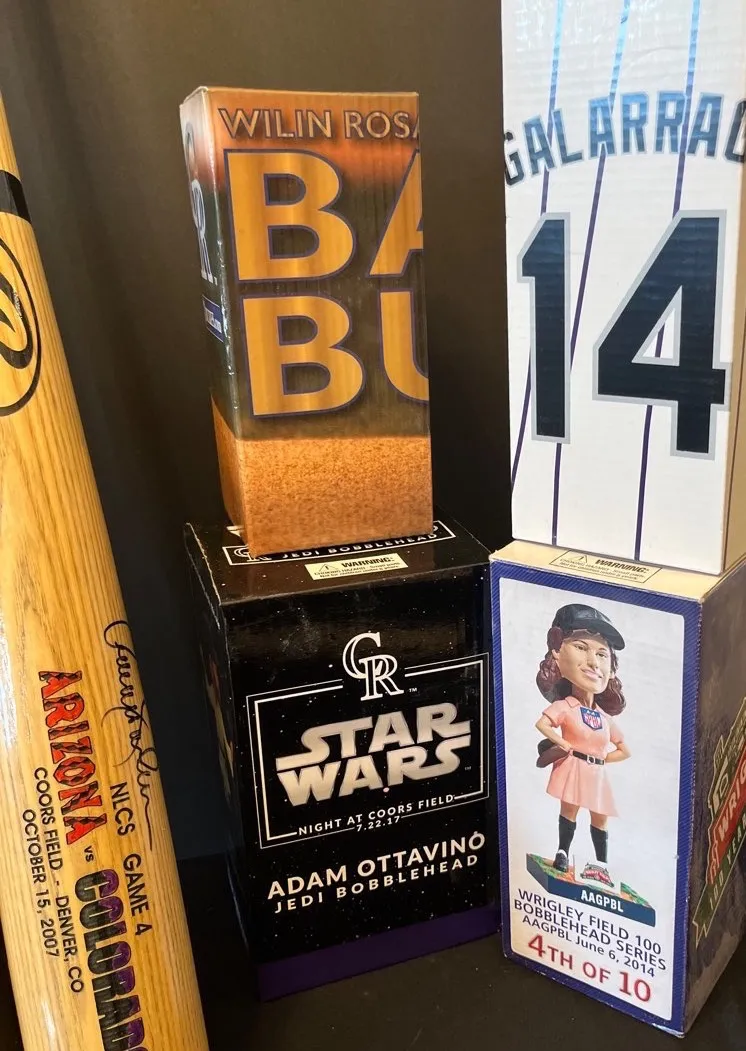 ARIZONA
vs
COLORADO
NLCS GAME 4
COORS FIELD - DENVER, CO
OCTOBER 15, 2007
WILIN ROSA
BA
BU
CR
JEDI BOBBLEHEAD
WARNING:
CR
STAR
WARS
NIGHT AT COORS FIELD
7.22.17
ADAM OTTAVINO
JEDI BOBBLEHEAD
GALARRAG
14
WARNING:
AAGPBL
WRIGLEY FIELD 100
BOBBLEHEAD SERIES
AAGPBL June 6, 2014
4TH OF 10